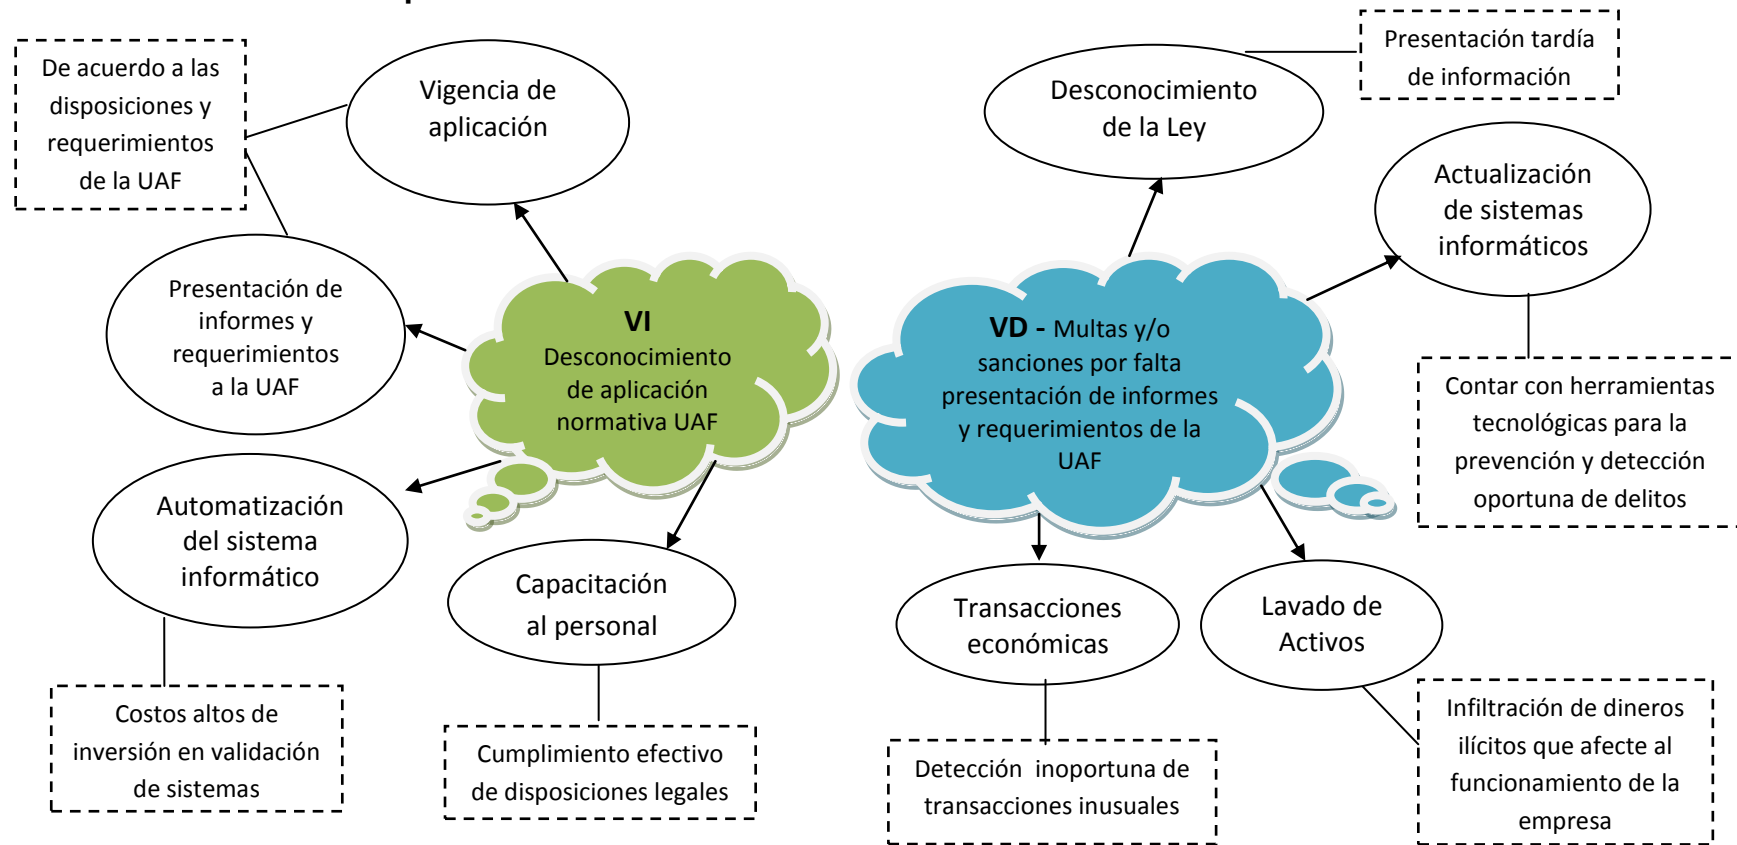 De acuerdo a las
disposiciones y
requerimientos
de la UAF
Vigencia de
aplicación
Presentación de
informes y
requerimientos
a la UAF
VI
Desconocimiento
de aplicación
normativa UAF
Automatización
del sistema
informático
Capacitación
al personal
Costos altos de
inversión en validación
de sistemas
Cumplimiento efectivo
de disposiciones legales
Desconocimiento
de la Ley
Presentación tardía
de información
Actualización
de sistemas
informáticos
VD - Multas y/o
sanciones por falta
presentación de informes
y requerimientos de la
UAF
Contar con herramientas
tecnológicas para la
prevención y detección
oportuna de delitos
Transacciones
económicas
Lavado de
Activos
Detección  inoportuna de
transacciones inusuales
Infiltración de dineros
ilícitos que afecte al
funcionamiento de la
empresa